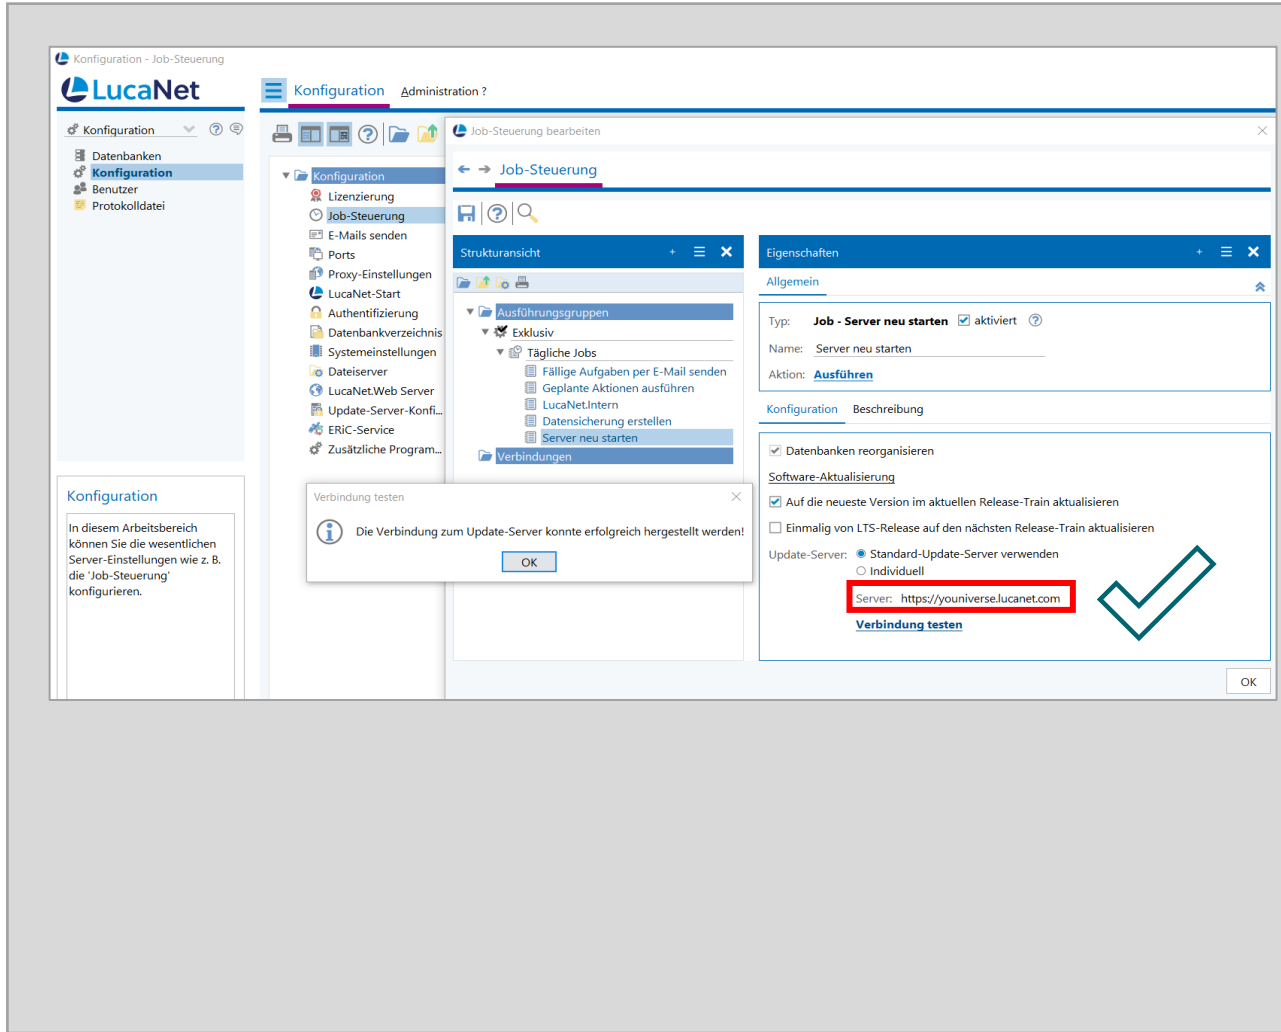 Konfiguration - Job-Steuerung
LucaNet
Konfiguration Administration ?
Konfiguration
Datenbanken
Konfiguration
Benutzer
Protokolldatei
Konfiguration
Lizenzierung
Job-Steuerung
E-Mails senden
Ports
Proxy-Einstellungen
LucaNet-Start
Authentifizierung
Datenbankverzeichnis
Systemeinstellungen
Dateiserver
LucaNet.Web Server
Update-Server-Konfi...
ERiC-Service
Zusätzliche Program...
Konfiguration
In diesem Arbeitsbereich
können Sie die wesentlichen
Server-Einstellungen wie z. B.
die 'Job-Steuerung'
konfigurieren.
Job-Steuerung bearbeiten
Job-Steuerung
Strukturansicht
Ausführungsgruppen
Exklusiv
Tägliche Jobs
Fällige Aufgaben per E-Mail senden
Geplante Aktionen ausführen
LucaNet.Intern
Datensicherung erstellen
Server neu starten
Verbindungen
Eigenschaften
Allgemein
Typ: Job - Server neu starten aktiviert
Name: Server neu starten
Aktion: Ausführen
Konfiguration Beschreibung
Datenbanken reorganisieren
Software-Aktualisierung
Auf die neueste Version im aktuellen Release-Train aktualisieren
Einmalig von LTS-Release auf den nächsten Release-Train aktualisieren
Update-Server: Standard-Update-Server verwenden
Individuell
Server: https://youniverse.lucanet.com
Verbindung testen
OK
Verbindung testen
Die Verbindung zum Update-Server konnte erfolgreich hergestellt werden!
OK